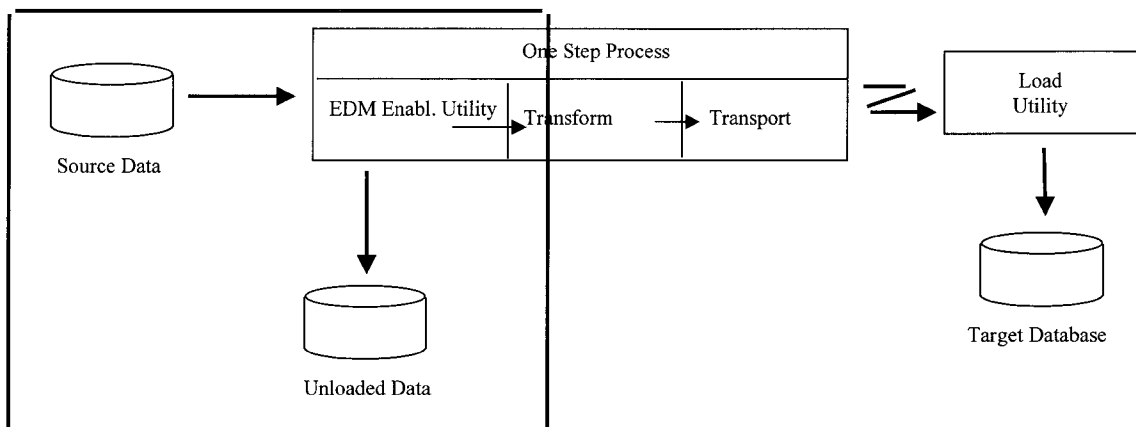 One Step Process
EDM Enabl. Utility
Transform
Transport
Load
Utility
Source Data
Target Database
Unloaded Data